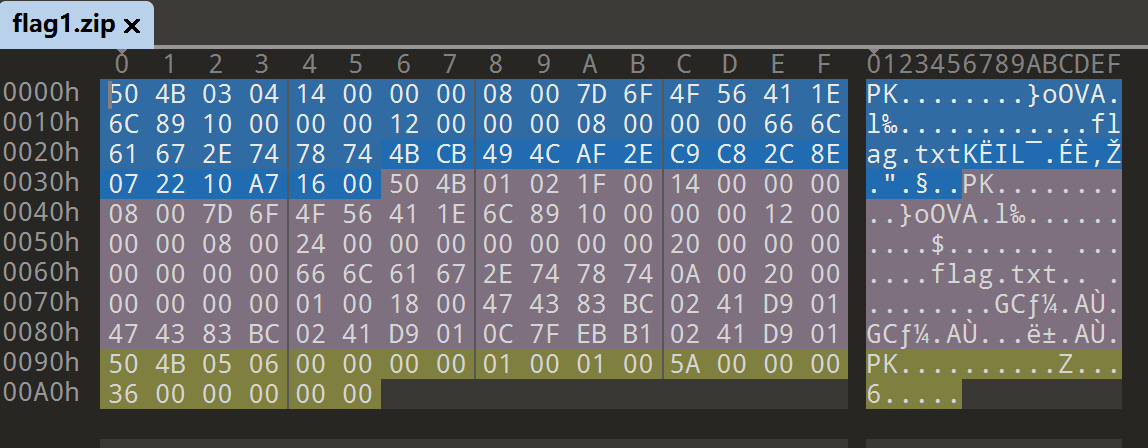 flag1.zip ×
0 1 2 3 4 5 6 7 8 9 A B C D E F 0123456789ABCDEF
0000h 50 4B 03 04 14 00 00 00 08 00 7D 6F 4F 56 41 1E PK........}oOVA.
0010h 6C 89 10 00 00 00 12 00 00 00 08 00 00 00 66 6C l‰............fl
0020h 61 67 2E 74 78 74 4B CB 49 4C AF 2E C9 C8 2C 8E ag.txtKËIL¯.ÉÈ,Ž
0030h 07 22 10 A7 16 00 50 4B 01 02 1F 00 14 00 00 00 .".§..PK........
0040h 08 00 7D 6F 4F 56 41 1E 6C 89 10 00 00 00 12 00 ..}oOVA.l‰......
0050h 00 00 08 00 24 00 00 00 00 00 00 00 20 00 00 00 ....$....... ...
0060h 00 00 00 00 66 6C 61 67 2E 74 78 74 0A 00 20 00 ....flag.txt.. .
0070h 00 00 00 00 01 00 18 00 47 43 83 BC 02 41 D9 01 ........GCƒ¼.AÙ.
0080h 47 43 83 BC 02 41 D9 01 0C 7F EB B1 02 41 D9 01 GCƒ¼.AÙ...ë±.AÙ.
0090h 50 4B 05 06 00 00 00 00 01 00 01 00 5A 00 00 00 PK..........Z...
00A0h 36 00 00 00 00 00 6.....